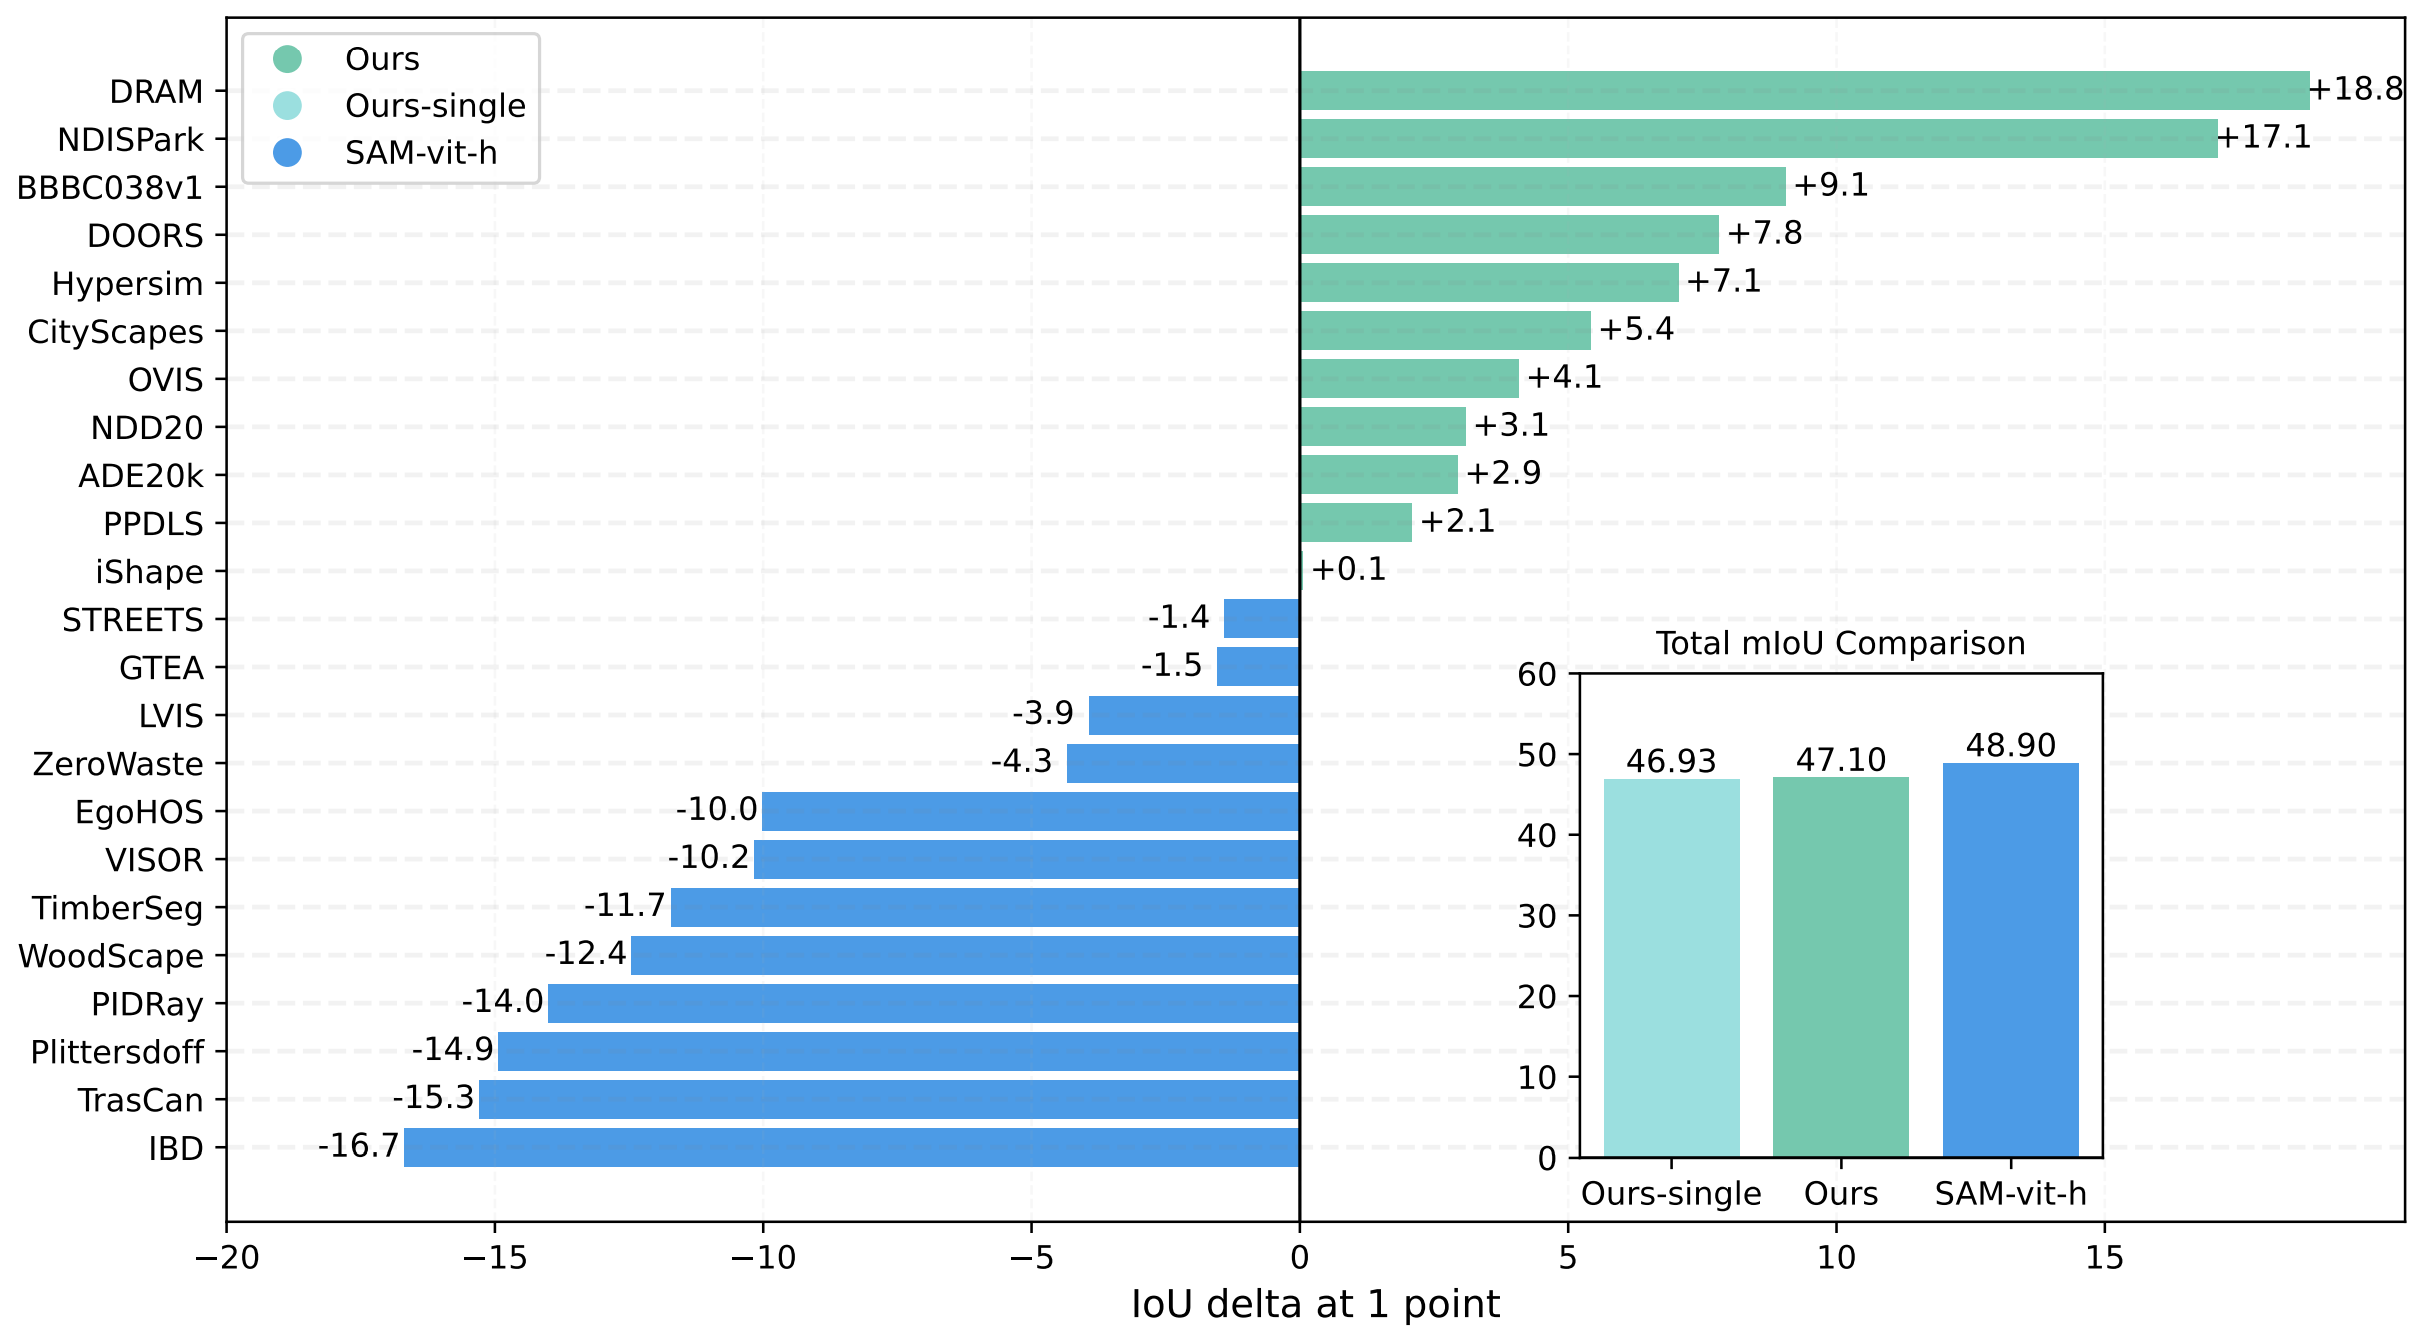 Ours
Ours-single
SAM-vit-h
DRAM +18.8
NDISPark +17.1
BBBC038v1 +9.1
DOORS +7.8
Hypersim +7.1
CityScapes +5.4
OVIS +4.1
NDD20 +3.1
ADE20k +2.9
PPDLS +2.1
iShape +0.1
STREETS -1.4
GTEA -1.5
LVIS -3.9
ZeroWaste -4.3
EgoHOS -10.0
VISOR -10.2
TimberSeg -11.7
WoodScape -12.4
PIDRay -14.0
Plittersdoff -14.9
TrasCan -15.3
IBD -16.7
−20 −15 −10 −5 0 5 10 15
IoU delta at 1 point
Total mIoU Comparison
60
50
40
30
20
10
0
46.93 47.10 48.90
Ours-single Ours SAM-vit-h